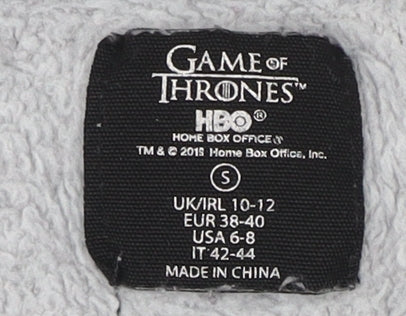 GAME OF
THRONES™
HBO®
HOME BOX OFFICE®
TM & © Home Box Office, Inc.
S
UK/IRL 10-12
EUR 38-40
USA 6-8
IT 42-44
MADE IN CHINA